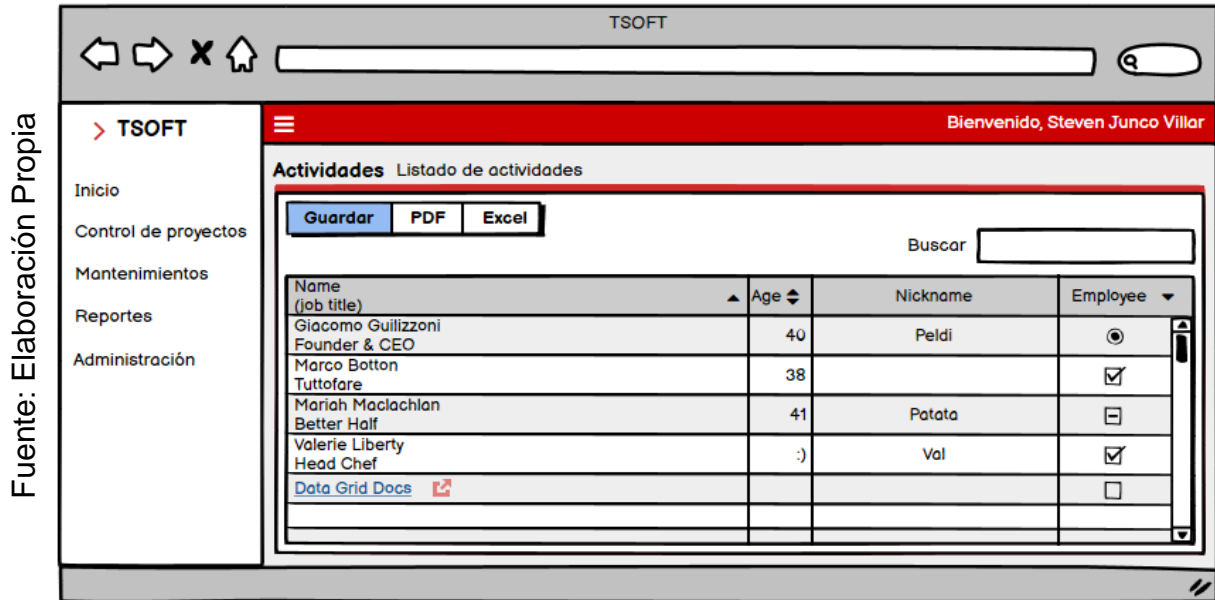 TSOFT
Fuente: Elaboración Propia
TSOFT
Bienvenido, Steven Junco Villar
Inicio
Control de proyectos
Mantenimientos
Reportes
Administración
Actividades Listado de actividades
Guardar PDF Excel
Buscar
Name
(job title)
Age
Nickname
Employee
Giacomo Guilizzoni
Founder & CEO
40
Peldi
Marco Botton
Tuttofare
38
Mariah Maclachlan
Better Half
41
Patata
Valerie Liberty
Head Chef
:)
Val
Data Grid Docs